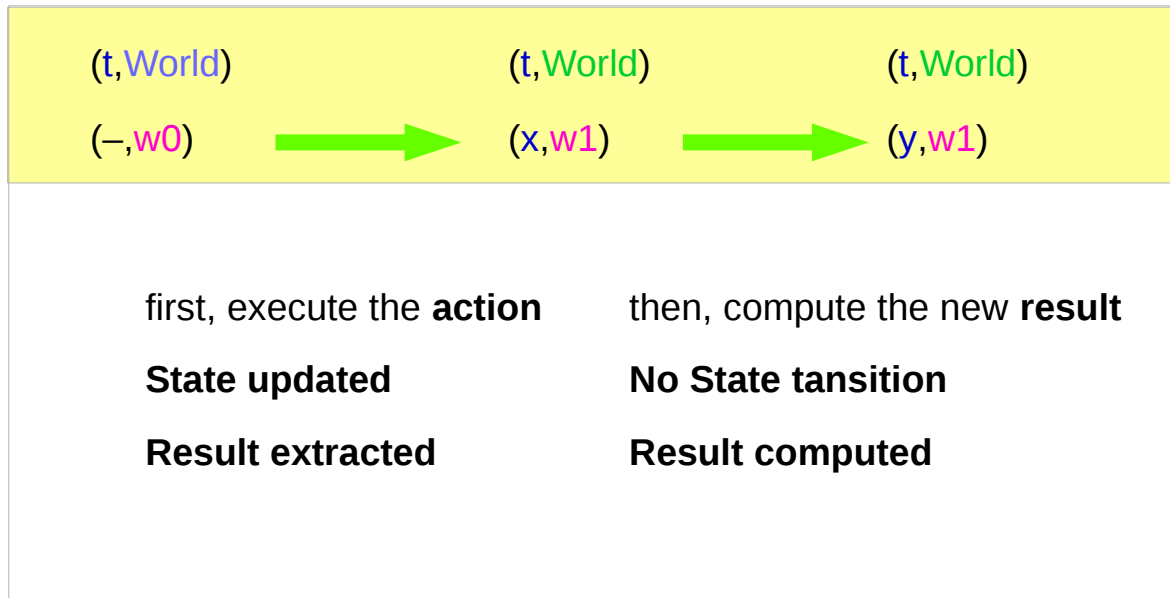 (t,World) (t,World) (t,World)
(–,w0) (x,w1) (y,w1)
first, execute the action then, compute the new result
State updated No State tansition
Result extracted Result computed